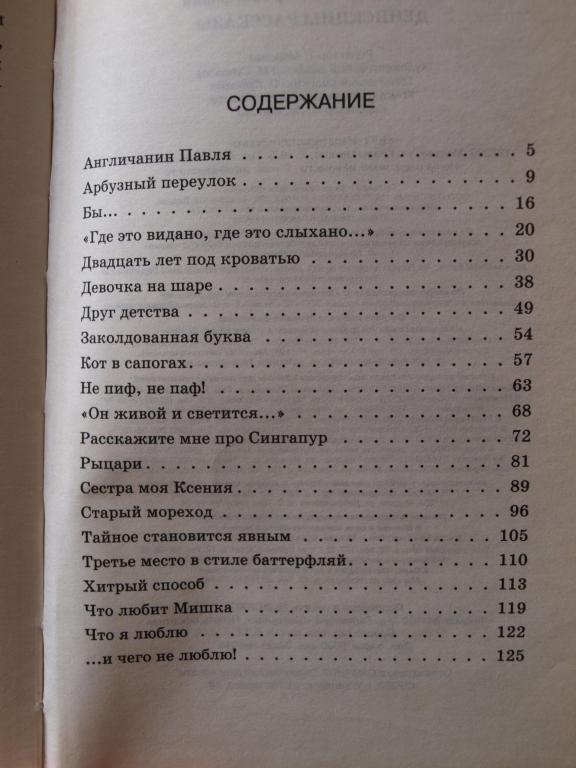 СОДЕРЖАНИЕ
Англичанин Павля . . . . . . . . . . . . . . . . . 5
Арбузный переулок . . . . . . . . . . . . . . . . . 9
Бы... . . . . . . . . . . . . . . . . . . . . . . . 16
«Где это видано, где это слыхано...» . . . . . . . . 20
Двадцать лет под кроватью . . . . . . . . . . . . . 30
Девочка на шаре . . . . . . . . . . . . . . . . . . 38
Друг детства . . . . . . . . . . . . . . . . . . . . 49
Заколдованная буква . . . . . . . . . . . . . . . . 54
Кот в сапогах. . . . . . . . . . . . . . . . . . . . 57
Не пиф, не паф! . . . . . . . . . . . . . . . . . . 63
«Он живой и светится...» . . . . . . . . . . . . . . 68
Расскажите мне про Сингапур . . . . . . . . . . . . 72
Рыцари . . . . . . . . . . . . . . . . . . . . . . . 81
Сестра моя Ксения . . . . . . . . . . . . . . . . . 89
Старый мореход . . . . . . . . . . . . . . . . . . . 96
Тайное становится явным . . . . . . . . . . . . . . 105
Третье место в стиле баттерфляй. . . . . . . . . . . 110
Хитрый способ . . . . . . . . . . . . . . . . . . . 113
Что любит Мишка . . . . . . . . . . . . . . . . . . 119
Что я люблю . . . . . . . . . . . . . . . . . . . . 122
...и чего не люблю! . . . . . . . . . . . . . . . . 125